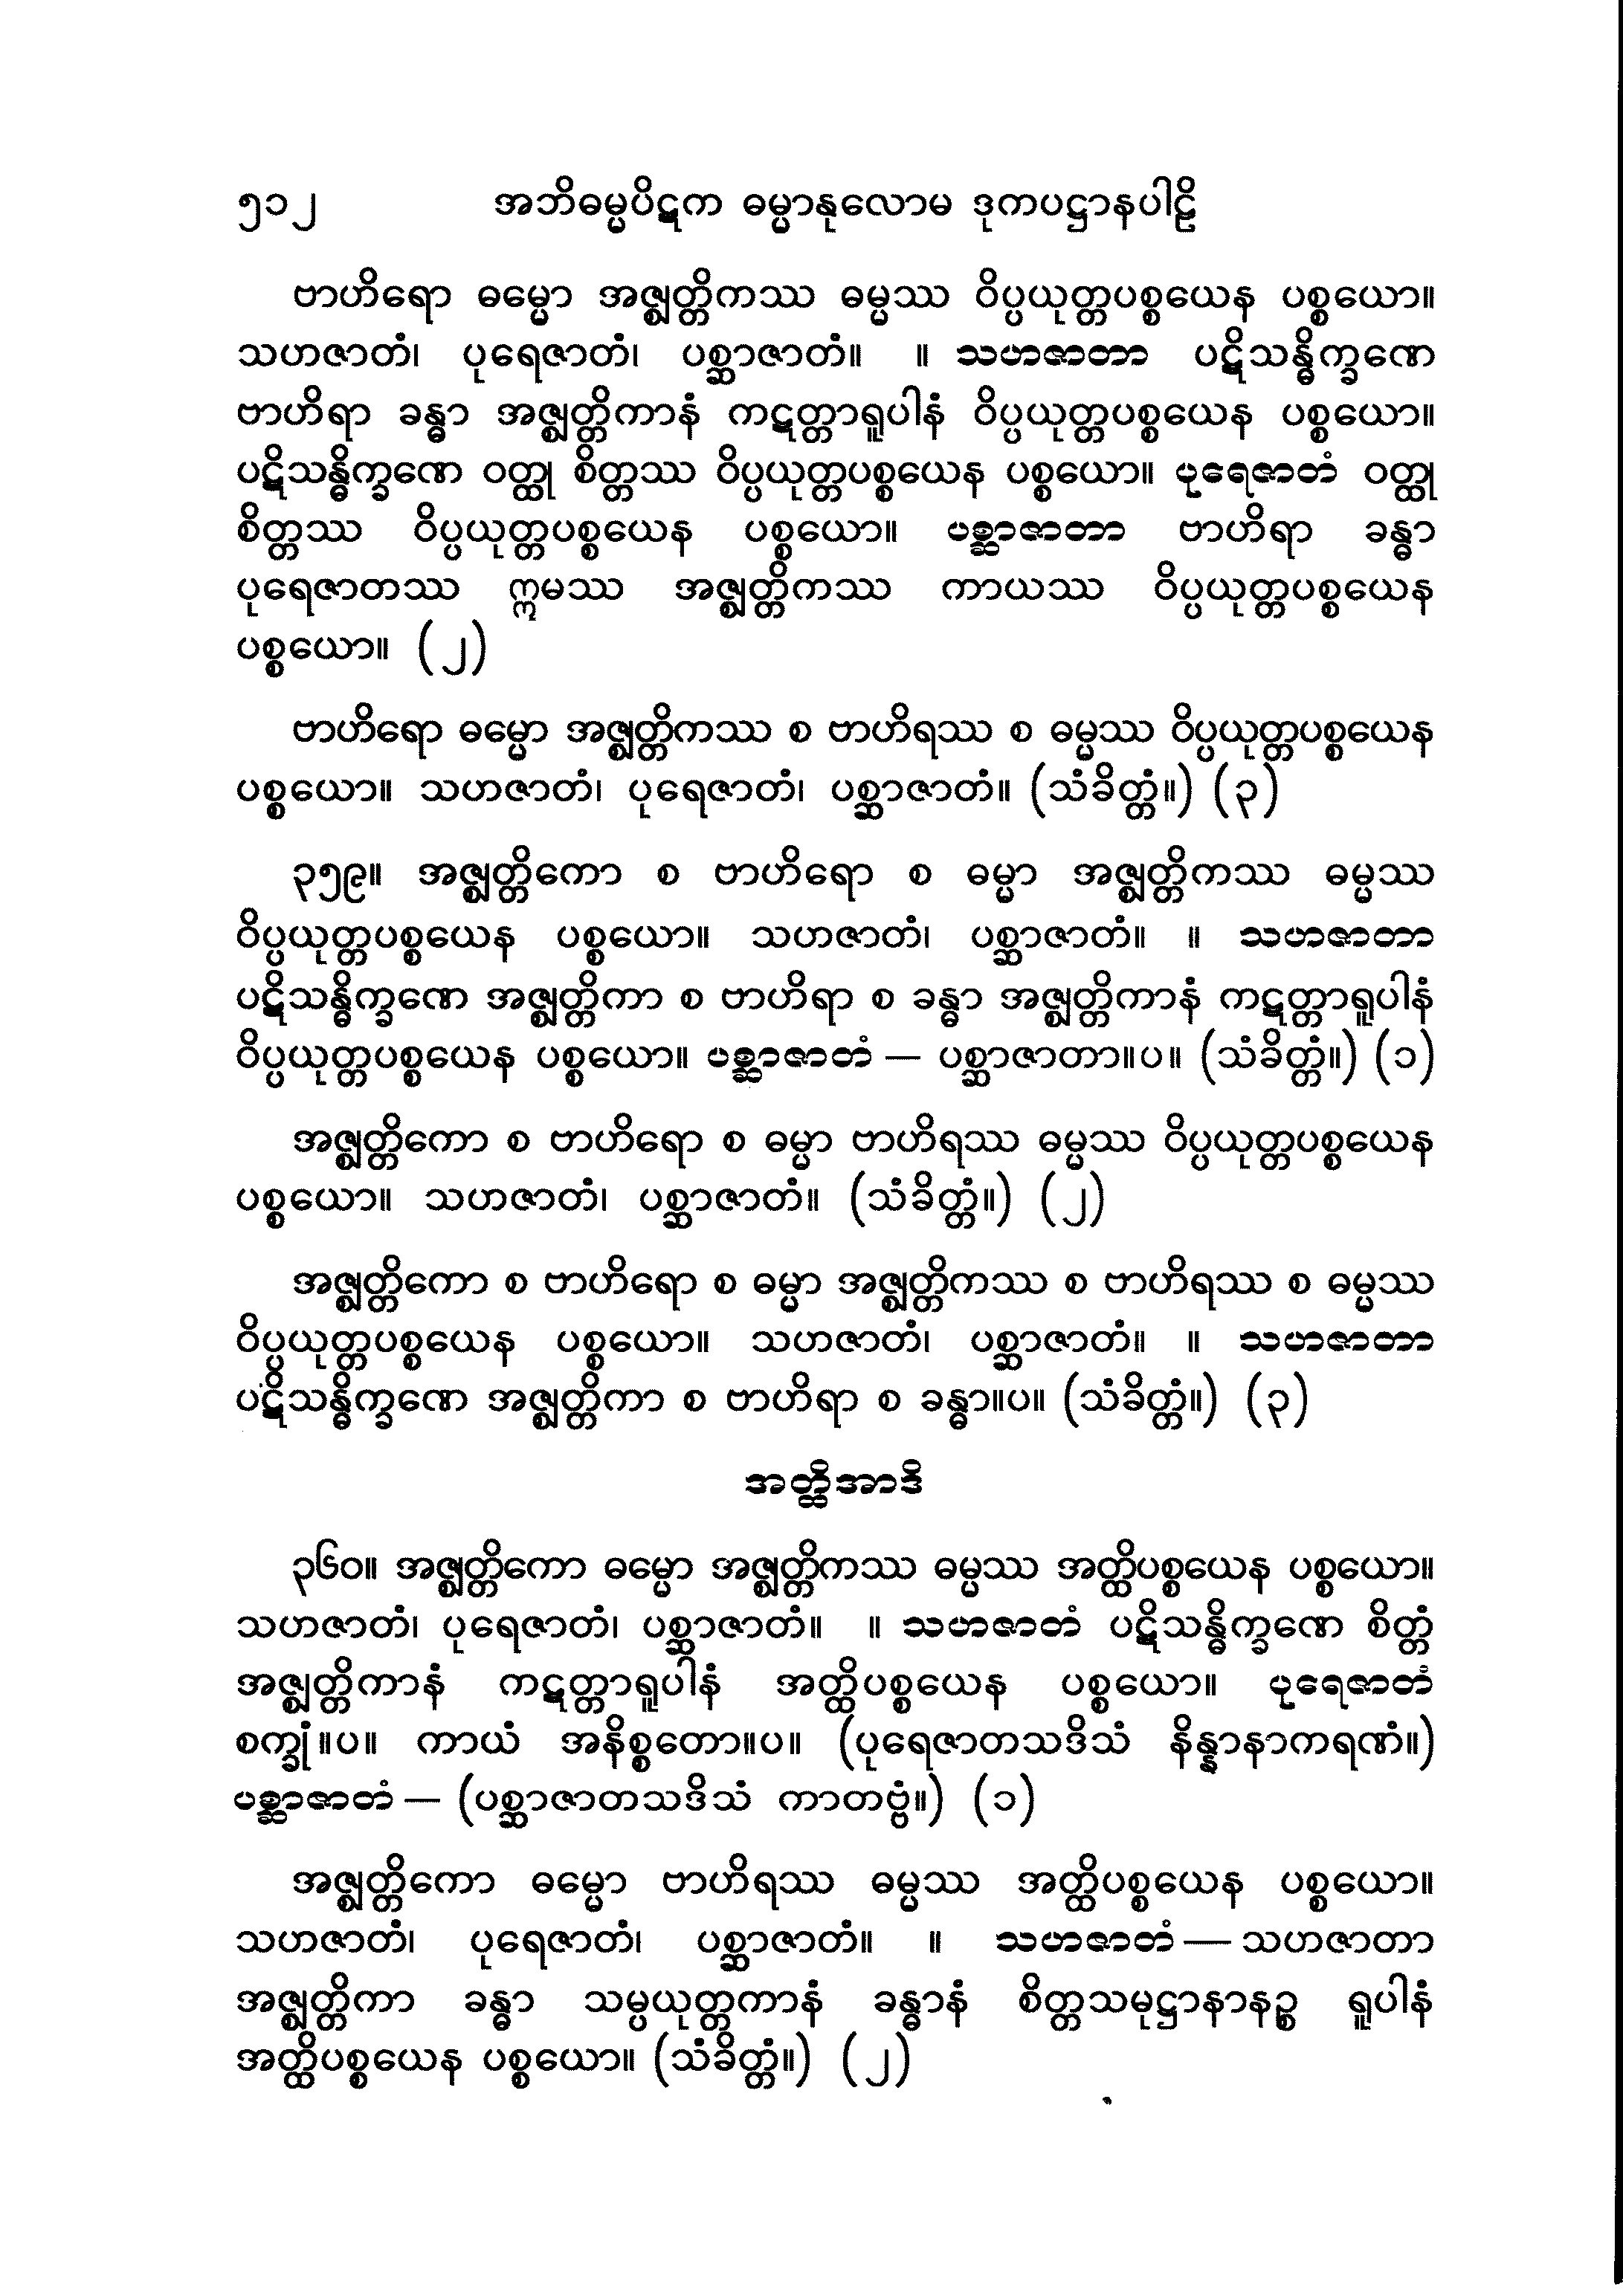 ၅၁၂ အဘိဓမ္မပိဋက ဓမ္မာနုလောမ ဒုကပဋ္ဌာနပါဠိ
ဗာဟိရော ဓမ္မော အဇ္ဈတ္တိကဿ ဓမ္မဿ ဝိပ္ပယုတ္တပစ္စယေန ပစ္စယော။
သဟဇာတံ၊ ပုရေဇာတံ၊ ပစ္ဆာဇာတံ။ ။ သဟဇာတာ ပဋိသန္ဓိက္ခဏေ
ဗာဟိရာ ခန္ဓာ အဇ္ဈတ္တိကာနံ ကဋတ္တာရူပါနံ ဝိပ္ပယုတ္တပစ္စယေန ပစ္စယော။
ပဋိသန္ဓိက္ခဏေ ဝတ္ထု စိတ္တဿ ဝိပ္ပယုတ္တပစ္စယေန ပစ္စယော။ ပုရေဇာတံ ဝတ္ထု
စိတ္တဿ ဝိပ္ပယုတ္တပစ္စယေန ပစ္စယော။ ပစ္ဆာဇာတာ ဗာဟိရာ ခန္ဓာ
ပုရေဇာတဿ ဣမဿ အဇ္ဈတ္တိကဿ ကာယဿ ဝိပ္ပယုတ္တပစ္စယေန
ပစ္စယော။ (၂)
ဗာဟိရော ဓမ္မော အဇ္ဈတ္တိကဿ စ ဗာဟိရဿ စ ဓမ္မဿ ဝိပ္ပယုတ္တပစ္စယေန
ပစ္စယော။ သဟဇာတံ၊ ပုရေဇာတံ၊ ပစ္ဆာဇာတံ။ (သံခိတ္တံ။) (၃)
၃၅၉။ အဇ္ဈတ္တိကော စ ဗာဟိရော စ ဓမ္မာ အဇ္ဈတ္တိကဿ ဓမ္မဿ
ဝိပ္ပယုတ္တပစ္စယေန ပစ္စယော။ သဟဇာတံ၊ ပစ္ဆာဇာတံ။ ။ သဟဇာတာ
ပဋိသန္ဓိက္ခဏေ အဇ္ဈတ္တိကာ စ ဗာဟိရာ စ ခန္ဓာ အဇ္ဈတ္တိကာနံ ကဋတ္တာရူပါနံ
ဝိပ္ပယုတ္တပစ္စယေန ပစ္စယော။ ပစ္ဆာဇာတံ — ပစ္ဆာဇာတာ။ပ။ (သံခိတ္တံ။) (၁)
အဇ္ဈတ္တိကော စ ဗာဟိရော စ ဓမ္မာ ဗာဟိရဿ ဓမ္မဿ ဝိပ္ပယုတ္တပစ္စယေန
ပစ္စယော။ သဟဇာတံ၊ ပစ္ဆာဇာတံ။ (သံခိတ္တံ။) (၂)
အဇ္ဈတ္တိကော စ ဗာဟိရော စ ဓမ္မာ အဇ္ဈတ္တိကဿ စ ဗာဟိရဿ စ ဓမ္မဿ
ဝိပ္ပယုတ္တပစ္စယေန ပစ္စယော။ သဟဇာတံ၊ ပစ္ဆာဇာတံ။ ။ သဟဇာတာ
ပဋိသန္ဓိက္ခဏေ အဇ္ဈတ္တိကာ စ ဗာဟိရာ စ ခန္ဓာ။ပ။ (သံခိတ္တံ။) (၃)
အတ္ထိအာဒိ
၃၆၀။ အဇ္ဈတ္တိကော ဓမ္မော အဇ္ဈတ္တိကဿ ဓမ္မဿ အတ္ထိပစ္စယေန ပစ္စယော။
သဟဇာတံ၊ ပုရေဇာတံ၊ ပစ္ဆာဇာတံ။ ။ သဟဇာတံ ပဋိသန္ဓိက္ခဏေ စိတ္တံ
အဇ္ဈတ္တိကာနံ ကဋတ္တာရူပါနံ အတ္ထိပစ္စယေန ပစ္စယော။ ပုရေဇာတံ
စက္ခုံ။ပ။ ကာယံ အနိစ္စတော။ပ။ (ပုရေဇာတသဒိသံ နိန္နာနာကရဏံ။)
ပစ္ဆာဇာတံ — (ပစ္ဆာဇာတသဒိသံ ကာတဗ္ဗံ။) (၁)
အဇ္ဈတ္တိကော ဓမ္မော ဗာဟိရဿ ဓမ္မဿ အတ္ထိပစ္စယေန ပစ္စယော။
သဟဇာတံ၊ ပုရေဇာတံ၊ ပစ္ဆာဇာတံ။ ။ သဟဇာတံ — သဟဇာတာ
အဇ္ဈတ္တိကာ ခန္ဓာ သမ္ပယုတ္တကာနံ ခန္ဓာနံ စိတ္တသမုဋ္ဌာနာနဉ္စ ရူပါနံ
အတ္ထိပစ္စယေန ပစ္စယော။ (သံခိတ္တံ။) (၂)